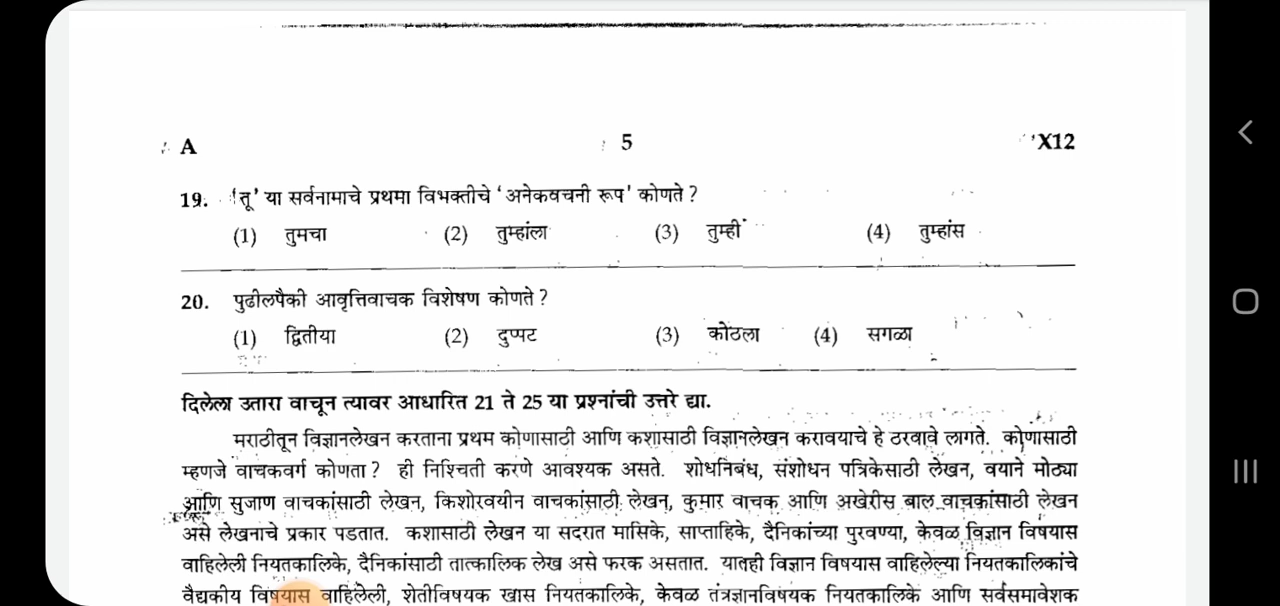 A 5 X12
19. 'तू' या सर्वनामाचे प्रथमा विभक्तीचे 'अनेकवचनी रूप' कोणते ?
(1) तुमचा (2) तुम्हांला (3) तुम्ही (4) तुम्हांस
20. पुढीलपैकी आवृत्तिवाचक विशेषण कोणते ?
(1) द्वितीया (2) दुप्पट (3) कोठला (4) सगळा
दिलेला उतारा वाचून त्यावर आधारित 21 ते 25 या प्रश्नांची उत्तरे द्या.
मराठीतून विज्ञानलेखन करताना प्रथम कोणासाठी आणि कशासाठी विज्ञानलेखन करावयाचे हे ठरवावे लागते. कोणासाठी
म्हणजे वाचकवर्ग कोणता ? ही निश्चिती करणे आवश्यक असते. शोधनिबंध, संशोधन पत्रिकेसाठी लेखन, वयाने मोठ्या
आणि सुजाण वाचकांसाठी लेखन, किशोरवयीन वाचकांसाठी लेखन, कुमार वाचक आणि अखेरीस बाल वाचकांसाठी लेखन
असे लेखनाचे प्रकार पडतात. कशासाठी लेखन या सदरात मासिके, साप्ताहिके, दैनिकांच्या पुरवण्या, केवळ विज्ञान विषयास
वाहिलेली नियतकालिके, दैनिकांसाठी तात्कालिक लेख असे फरक असतात. यातही विज्ञान विषयास वाहिलेल्या नियतकालिकांचे
वैद्यकीय विषयास वाहिलेली, शेतीविषयक खास नियतकालिके, केवळ तंत्रज्ञानविषयक नियतकालिके आणि सर्वसमावेशक